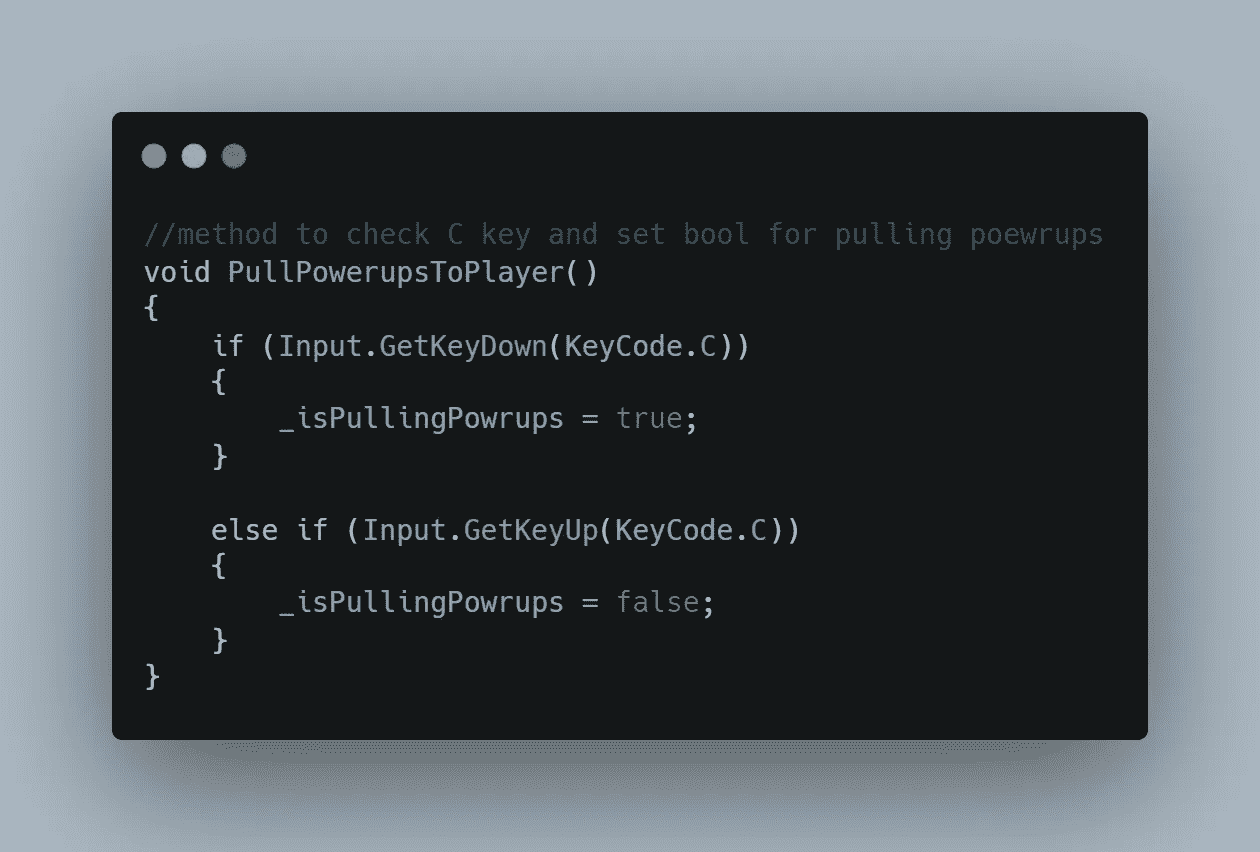 //method to check C key and set bool for pulling poewrups
void PullPowerupsToPlayer()
{
    if (Input.GetKeyDown(KeyCode.C))
    {
        _isPullingPowrups = true;
    }

    else if (Input.GetKeyUp(KeyCode.C))
    {
        _isPullingPowrups = false;
    }
}